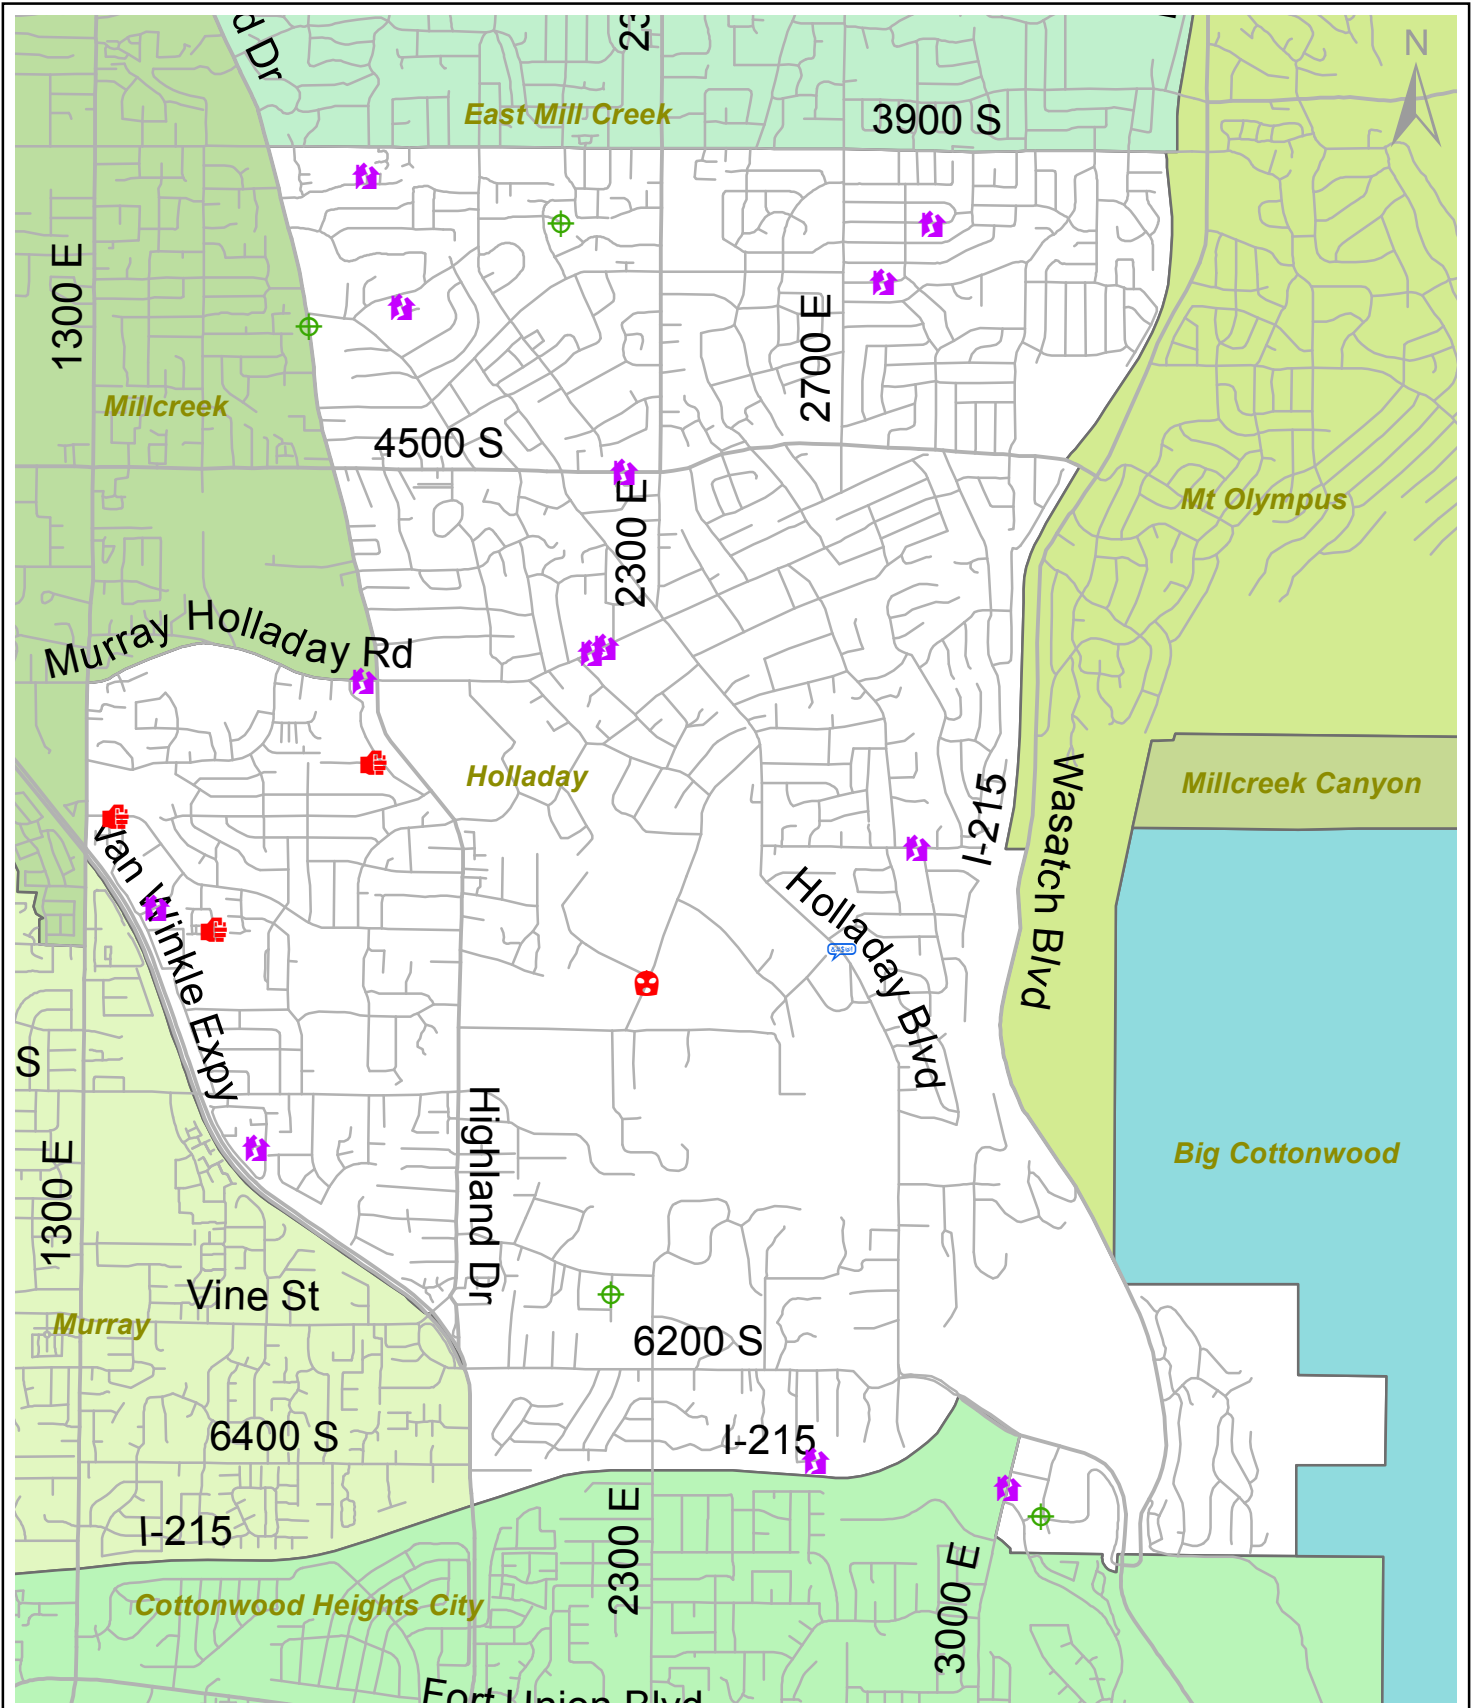 d Dr
23
N
East Mill Creek
3900 S
1300 E
2700 E
Millcreek
4500 S
Mt Olympus
2300 E
Murray Holladay Rd
Holladay
I-215
Wasatch Blvd
Millcreek Canyon
Van Winkle Expy
Holladay Blvd
S
Highland Dr
1300 E
Big Cottonwood
Vine St
Murray
6200 S
6400 S
I-215
I-215
2300 E
3000 E
Cottonwood Heights City
Fort Union Blvd